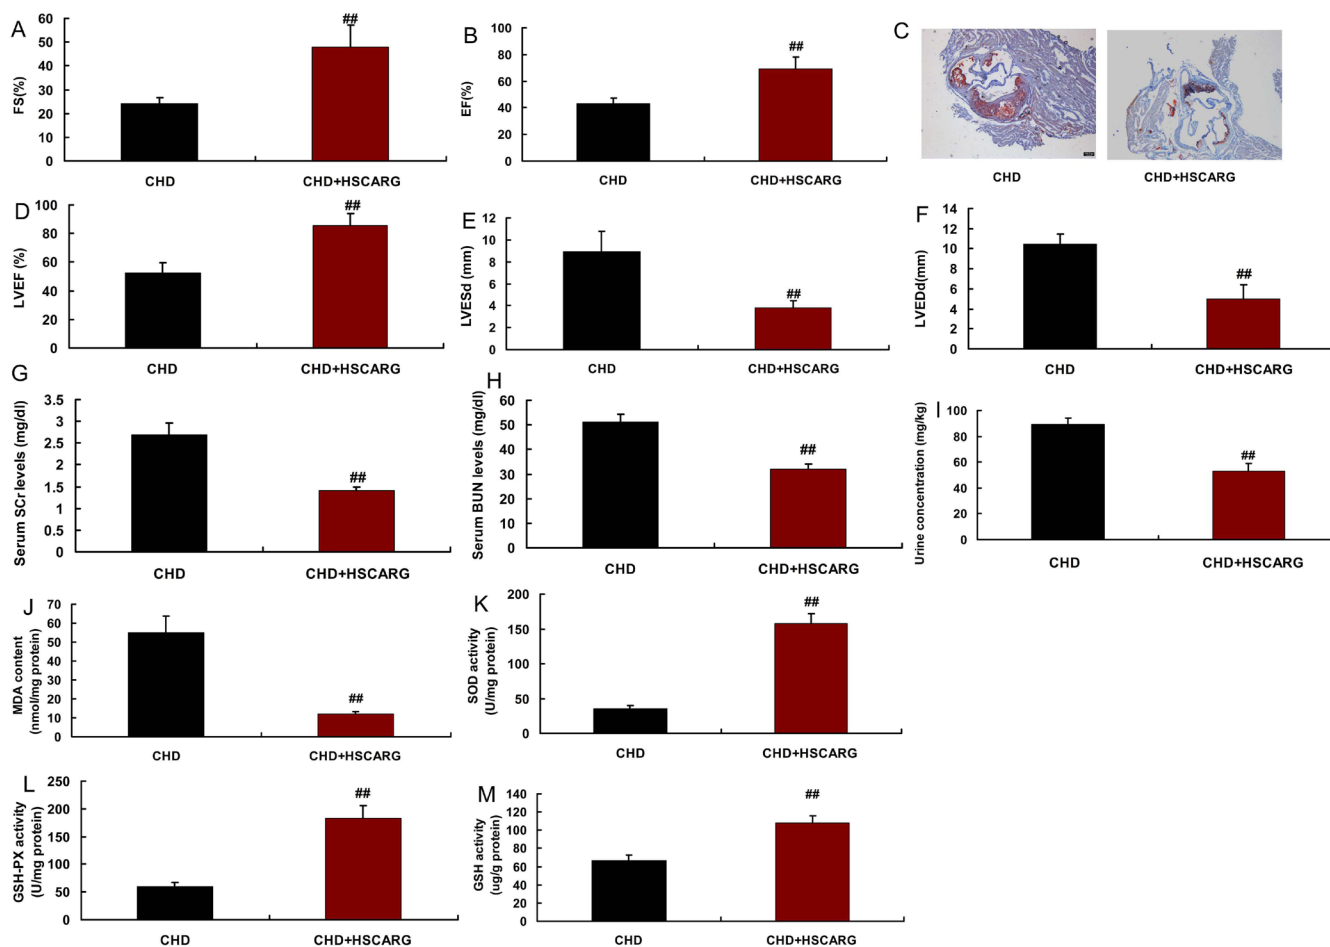 A
FS(%)
60
50
40
30
20
10
0
##
CHD
CHD+HSCARG
B
EF(%)
100
80
60
40
20
0
##
CHD
CHD+HSCARG
C
CHD
CHD+HSCARG
D
LVEF (%)
100
80
60
40
20
0
##
CHD
CHD+HSCARG
E
LVESd (mm)
12
10
8
6
4
2
0
##
CHD
CHD+HSCARG
F
LVEDd(mm)
14
12
10
8
6
4
2
0
##
CHD
CHD+HSCARG
G
Serum SCr levels (mg/dl)
3.5
3
2.5
2
1.5
1
0.5
0
##
CHD
CHD+HSCARG
H
Serum BUN levels (mg/dl)
60
50
40
30
20
10
0
##
CHD
CHD+HSCARG
I
Urine concentration (mg/kg)
100
80
60
40
20
0
##
CHD
CHD+HSCARG
J
MDA content
(nmol/mg protein)
70
60
50
40
30
20
10
0
##
CHD
CHD+HSCARG
K
SOD activity
(U/mg protein)
200
150
100
50
0
##
CHD
CHD+HSCARG
L
GSH-PX activity
(U/mg protein)
250
200
150
100
50
0
##
CHD
CHD+HSCARG
M
GSH activity
(ug/g protein)
140
120
100
80
60
40
20
0
##
CHD
CHD+HSCARG